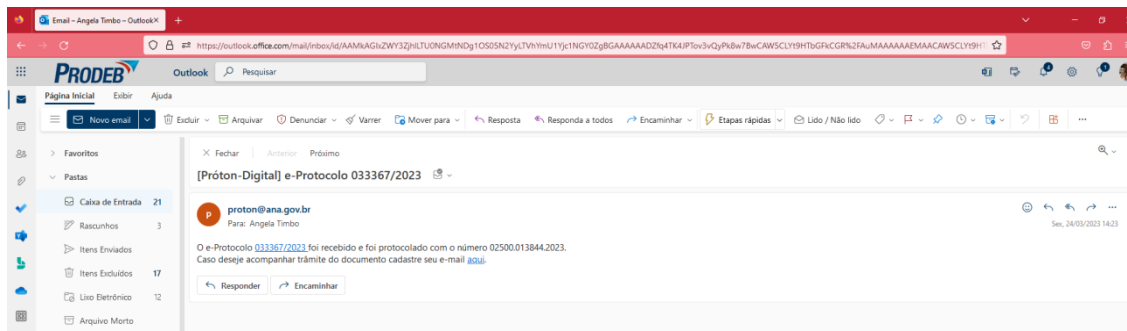 Email – Angela Timbo – Outlook
https://outlook.office.com/mail/inbox/id/
PRODEB
Outlook
Pesquisar
Página Inicial Exibir Ajuda
Novo email Excluir Arquivar Denunciar Varrer Mover para Resposta Responda a todos Encaminhar Etapas rápidas Lido / Não lido
Favoritos
Fechar Anterior Próximo
Pastas
[Próton-Digital] e-Protocolo 033367/2023
Caixa de Entrada 21
Rascunhos 3
Itens Enviados
Itens Excluídos 17
Lixo Eletrônico 12
Arquivo Morto
P
proton@ana.gov.br
Para: Angela Timbo
Sex, 24/03/2023 14:23
O e-Protocolo 033367/2023 foi recebido e foi protocolado com o número 02500.013844.2023.
Caso deseje acompanhar trâmite do documento cadastre seu e-mail aqui.
Responder Encaminhar